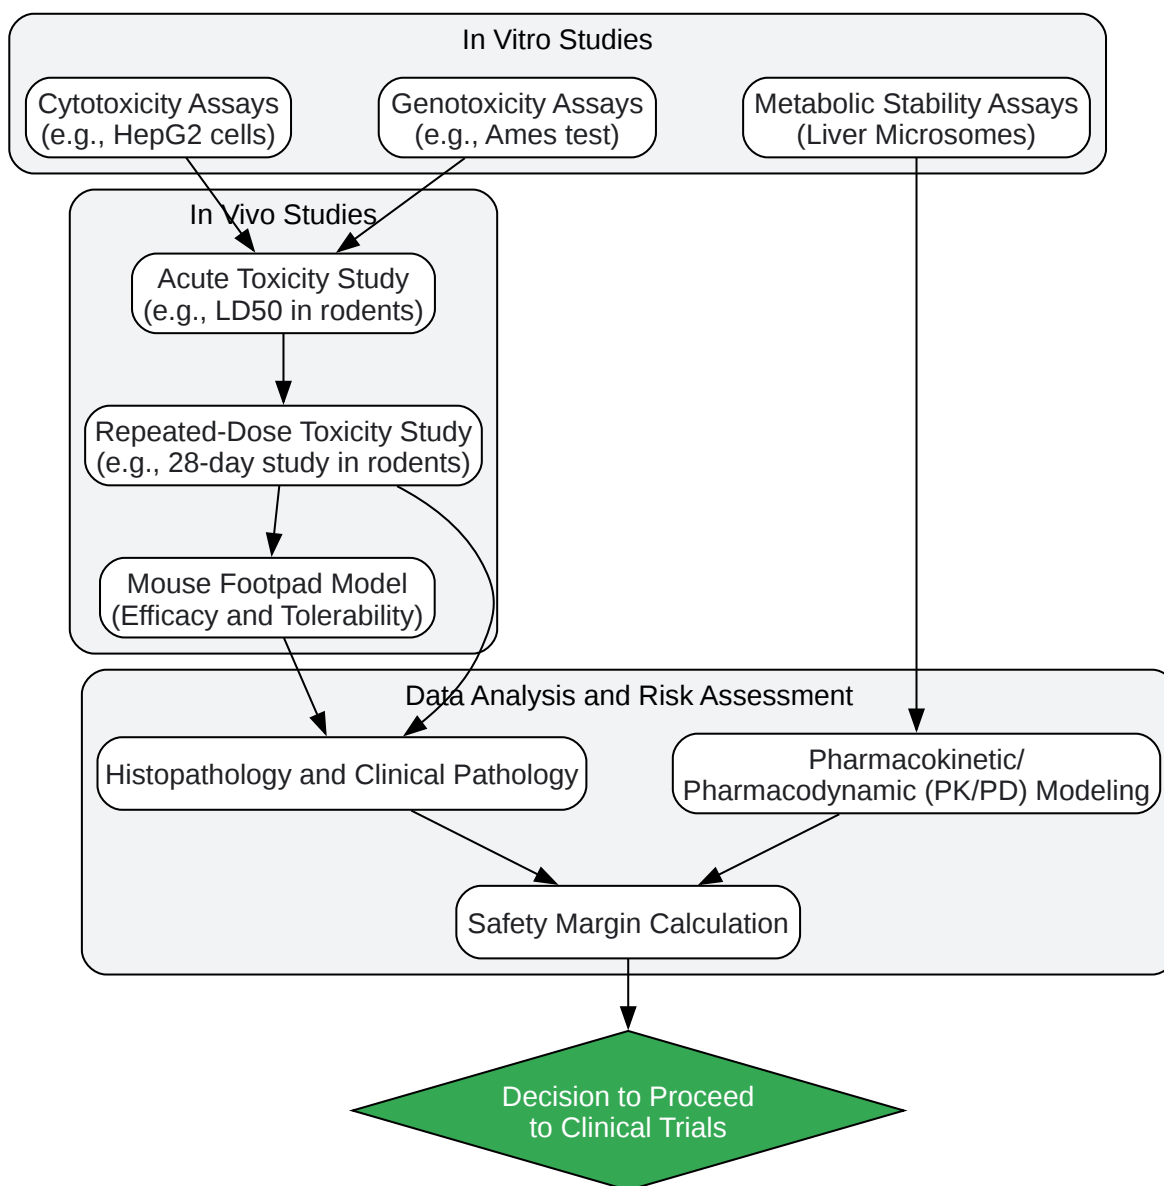 In Vitro Studies
Cytotoxicity Assays
(e.g., HepG2 cells)
Genotoxicity Assays
(e.g., Ames test)
Metabolic Stability Assays
(Liver Microsomes)
In Vivo Studies
Acute Toxicity Study
(e.g., LD50 in rodents)
Repeated-Dose Toxicity Study
(e.g., 28-day study in rodents)
Mouse Footpad Model
(Efficacy and Tolerability)
Data Analysis and Risk Assessment
Histopathology and Clinical Pathology
Pharmacokinetic/
Pharmacodynamic (PK/PD) Modeling
Safety Margin Calculation
Decision to Proceed
to Clinical Trials